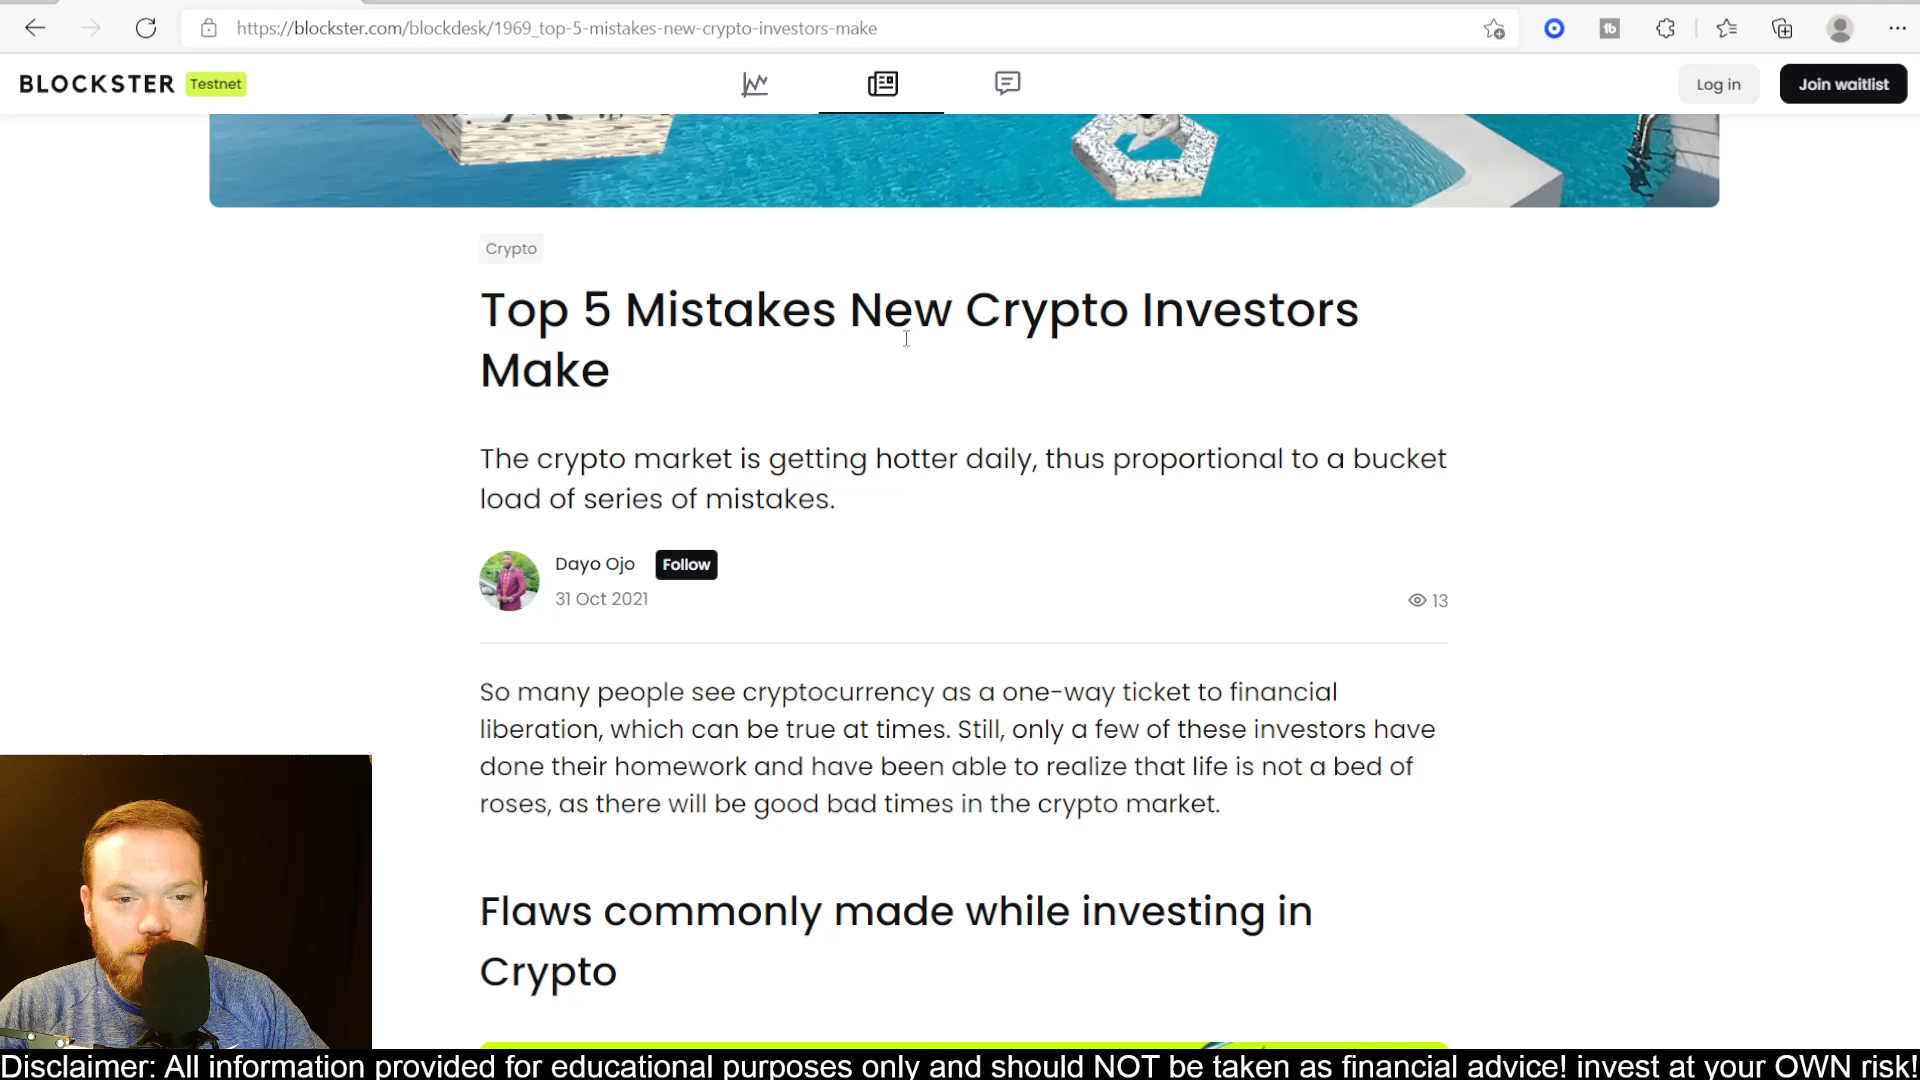 https://blockster.com/blockdesk/1969_top-5-mistakes-new-crypto-investors-make
BLOCKSTER Testnet
Log in
Join waitlist
Crypto
Top 5 Mistakes New Crypto Investors
Make
The crypto market is getting hotter daily, thus proportional to a bucket
load of series of mistakes.
Dayo Ojo Follow
31 Oct 2021
13
So many people see cryptocurrency as a one-way ticket to financial
liberation, which can be true at times. Still, only a few of these investors have
done their homework and have been able to realize that life is not a bed of
roses, as there will be good bad times in the crypto market.
Flaws commonly made while investing in
Crypto
Disclaimer: All information provided for educational purposes only and should NOT be taken as financial advice! invest at your OWN risk!